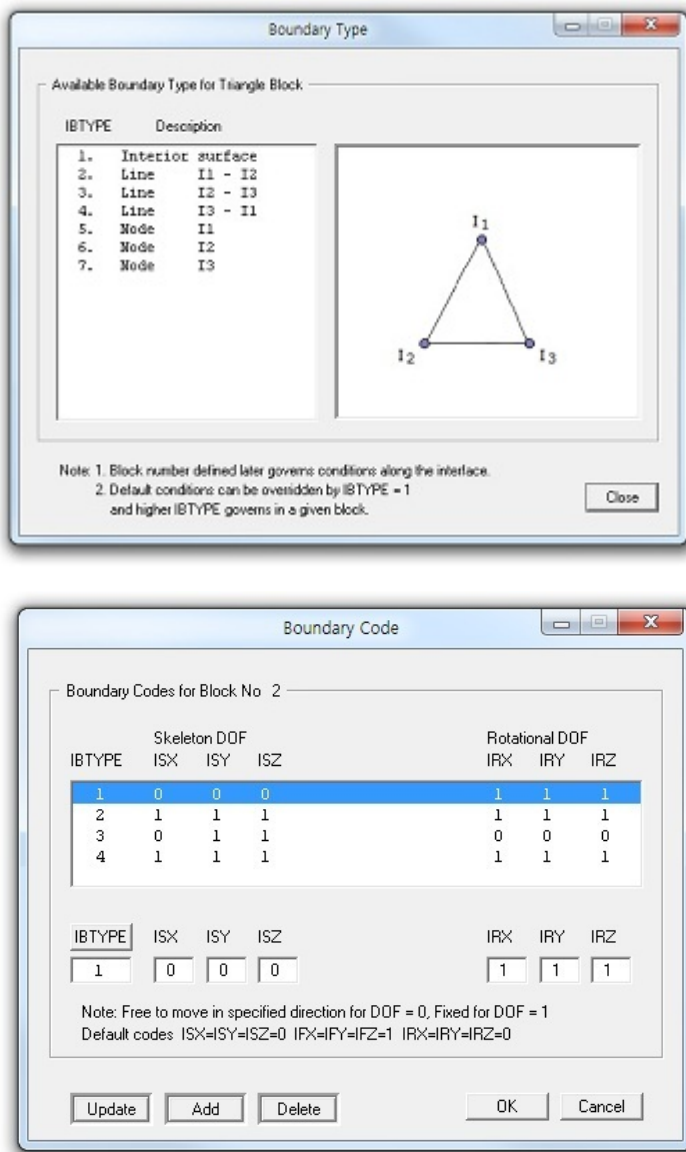 Boundary Type
Available Boundary Type for Triangle Block
IBTYPE Description
1. Interior surface
2. Line I1 - I2
3. Line I2 - I3
4. Line I3 - I1
5. Node I1
6. Node I2
7. Node I3
I1
I2 I3
Note: 1. Block number defined later governs conditions along the interlace.
2. Default conditions can be overridden by IBTYPE = 1
and higher IBTYPE governs in a given block.
Close
Boundary Code
Boundary Codes for Block No 2
Skeleton DOF Rotational DOF
IBTYPE ISX ISY ISZ IRX IRY IRZ
1 0 0 0 1 1 1
2 1 1 1 1 1 1
3 0 1 1 0 0 0
4 1 1 1 1 1 1
IBTYPE ISX ISY ISZ IRX IRY IRZ
1 0 0 0 1 1 1
Note: Free to move in specified direction for DOF = 0, Fixed for DOF = 1
Default codes ISX=ISY=ISZ=0 IFX=IFY=IFZ=1 IRX=IRY=IRZ=0
Update Add Delete OK Cancel